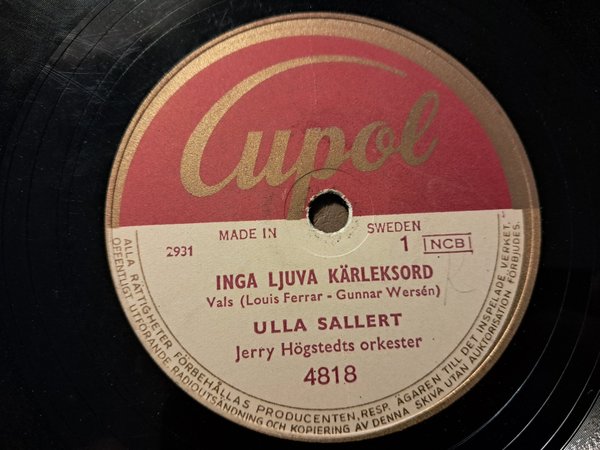 Cupol
MADE IN SWEDEN
2931
1 NCB
INGA LJUVA KÄRLEKSORD
Vals (Louis Ferrar - Gunnar Wersén)
ULLA SALLERT
Jerry Högstedts orkester
4818
ALLA RÄTTIGHETER FÖRBEHÅLLAS PRODUCENTEN, RESP. ÄGAREN TILL DET INSPELADE VERKET.
OFFENTLIGT UTFÖRANDE RADIOUTSÄNDNING OCH KOPIERING AV DENNA SKIVA UTAN AUKTORISATION FÖRBJUDES.